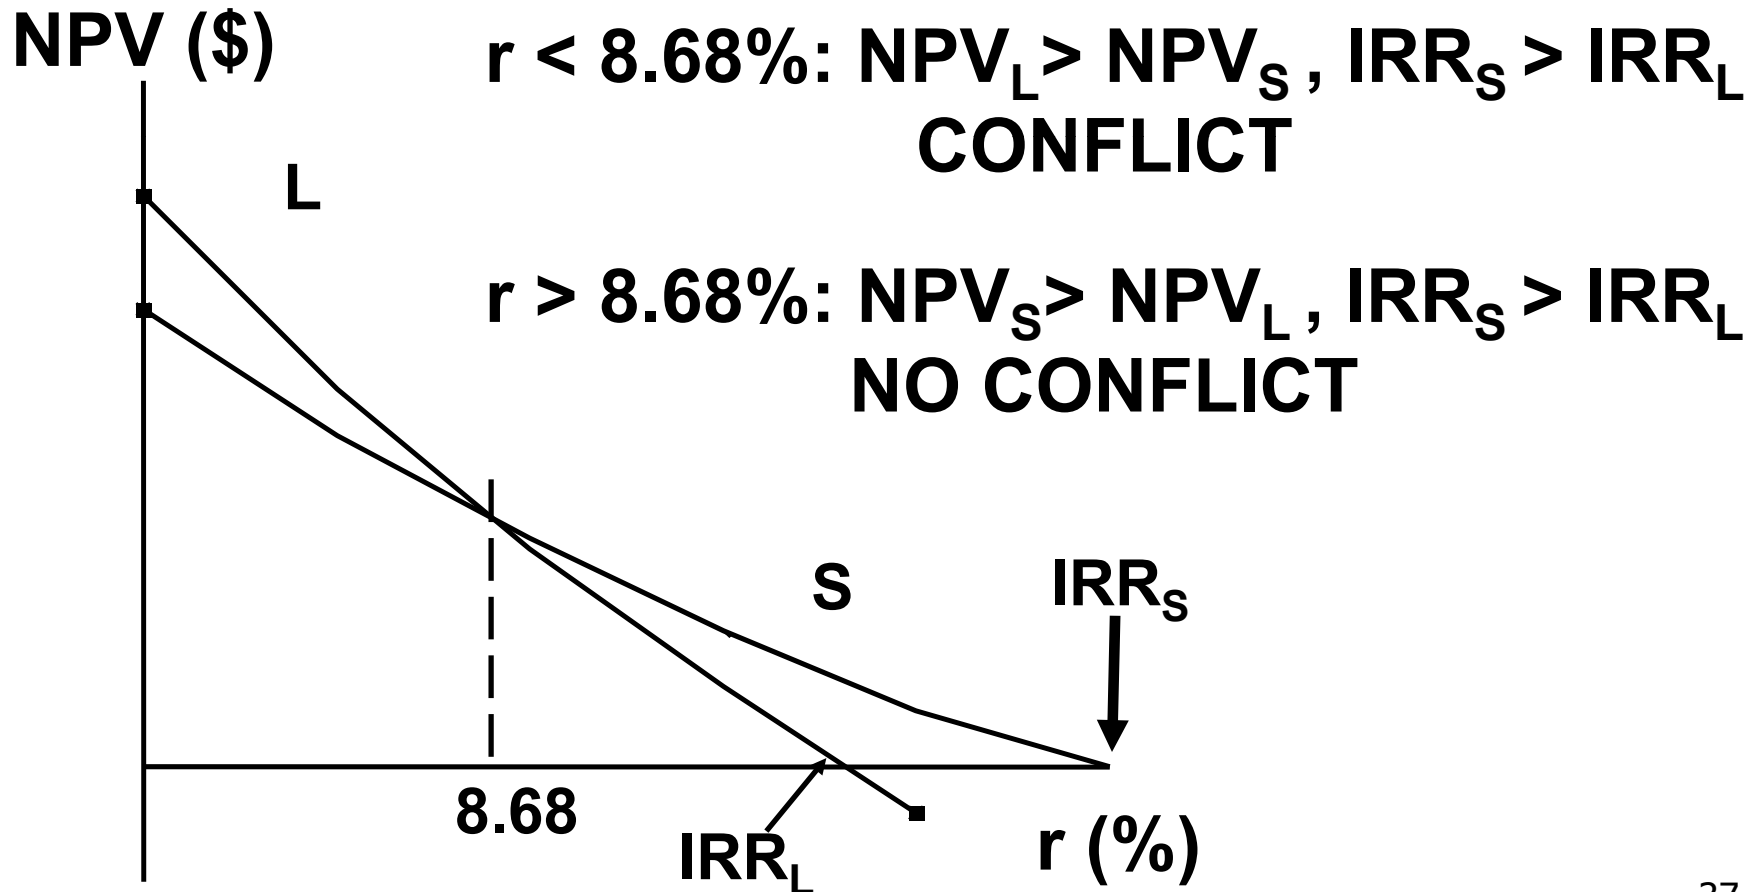 NPV ($)
r < 8.68%: NPVL> NPVS , IRRS > IRRL
CONFLICT
L
r > 8.68%: NPVS> NPVL , IRRS > IRRL
NO CONFLICT
S
IRRS
8.68
IRRL
r (%)
27